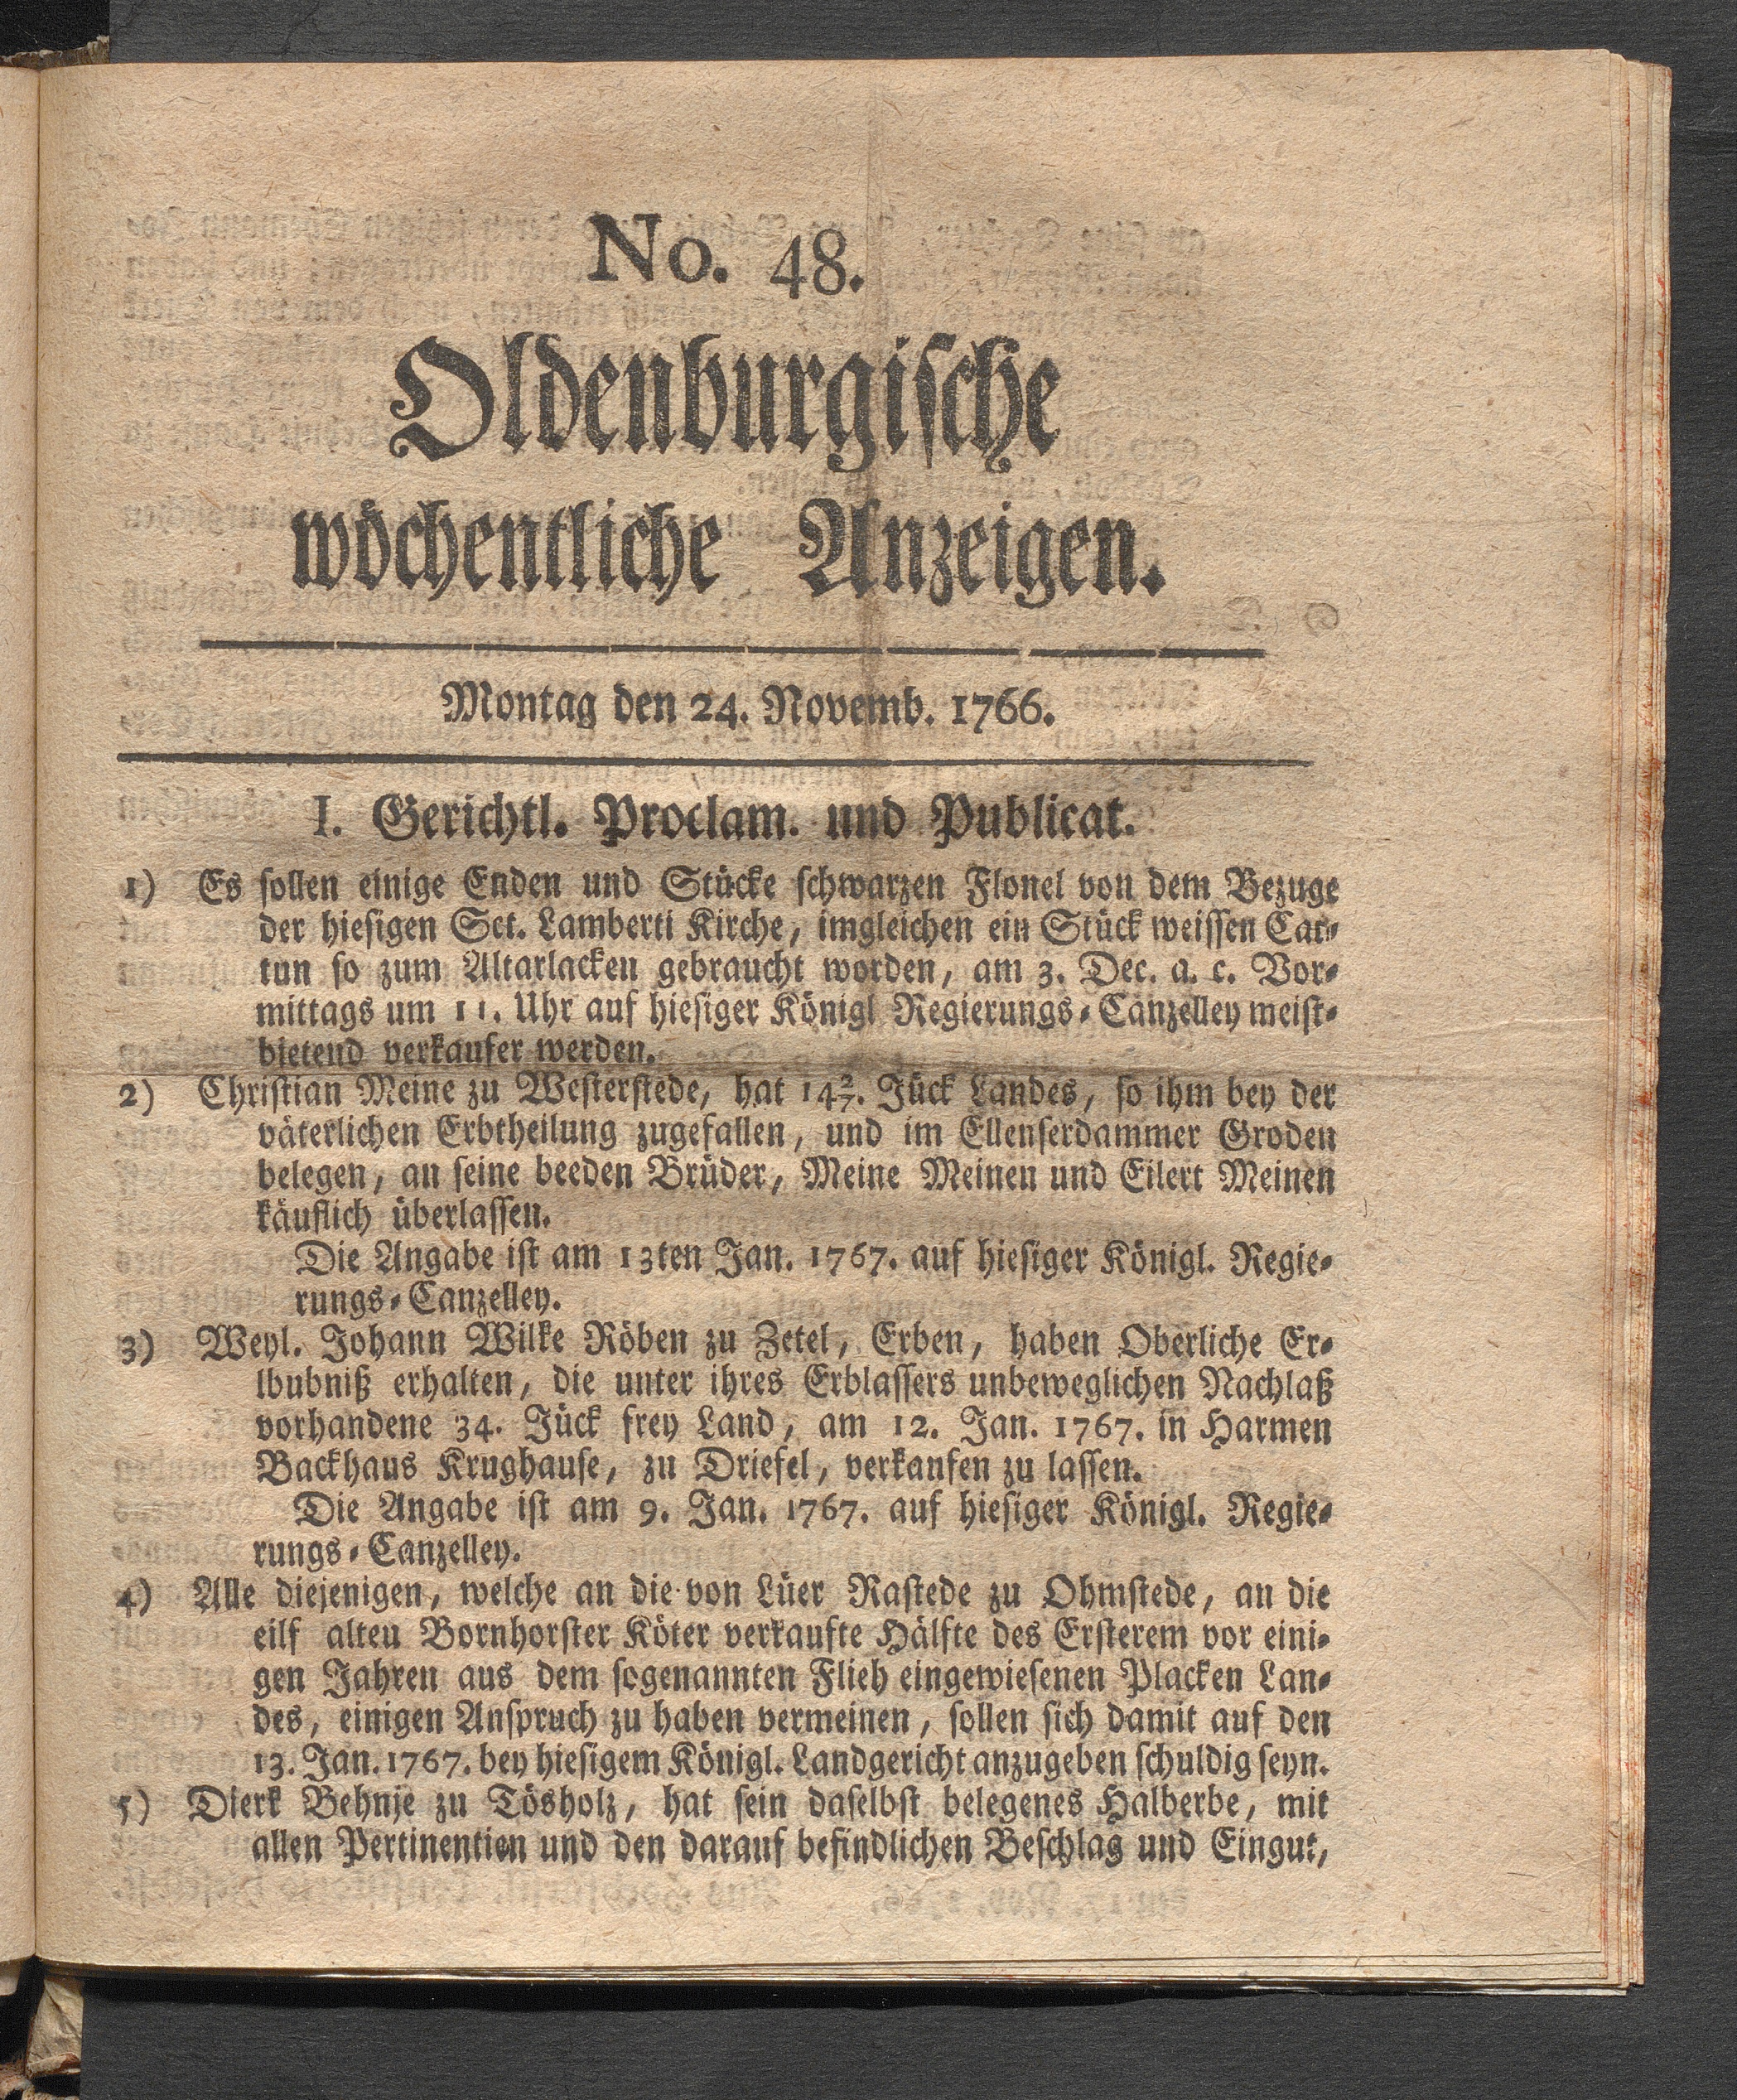 No. 48.
Oldenburgische
wöchentliche Anzeigen.
Montag den 24. Novemb. 1766.
I. Gerichtl. Proclam. und Publicat.
1) Es sollen einige Enden und Stücke schwarzen Flonel von dem Bezuge
der hiesigen Sct. Lamberti Kirche, imgleichen ein Stück weissen Cat-
tun so zum Altarlacken gebraucht worden, am 3. Dec. a. c. Vor-
mittags um 11. Uhr auf hiesiger Königl Regierungs-Canzelley meist-
bietend verkaufer werden.
2) Christian Meine zu Westerstede, hat 14 2/7. Jück Landes, so ihm bey der
väterlichen Erbtheilung zugefallen, und im Ellenserdammer Groden
belegen, an seine beeden Brüder, Meine Meinen und Eilert Meinen
käuflich überlassen.
Die Angabe ist am 13ten Jan. 1767. auf hiesiger Königl. Regie-
rungs-Canzelley.
3) Weyl. Johann Wilke Röben zu Zetel, Erben, haben Oberliche Er-
lbubniß erhalten, die unter ihres Erblassers unbeweglichen Nachlaß
vorhandene 34. Jück frey Land, am 12. Jan. 1767. in Harmen
Backhaus Krughause, zu Driefel, verkaufen zu lassen.
Die Angabe ist am 9. Jan. 1767. auf hiesiger Königl. Regie-
rungs-Canzelley.
4) Alle diejenigen, welche an die von Lüer Rastede zu Ohmstede, an die
eilf alten Bornhorster Köter verkaufte Hälfte des Ersterem vor eini-
gen Jahren aus dem sogenannten Flieh eingewiesenen Placken Lan-
des, einigen Anspruch zu haben vermeinen, sollen sich damit auf den
13. Jan. 1767. bey hiesigem Königl. Landgericht anzugeben schuldig seyn.
5) Dierk Behnje zu Tösholz, hat sein daselbst belegenes Halberbe, mit
allen Pertinentien und den darauf befindlichen Beschlag und Eingut,